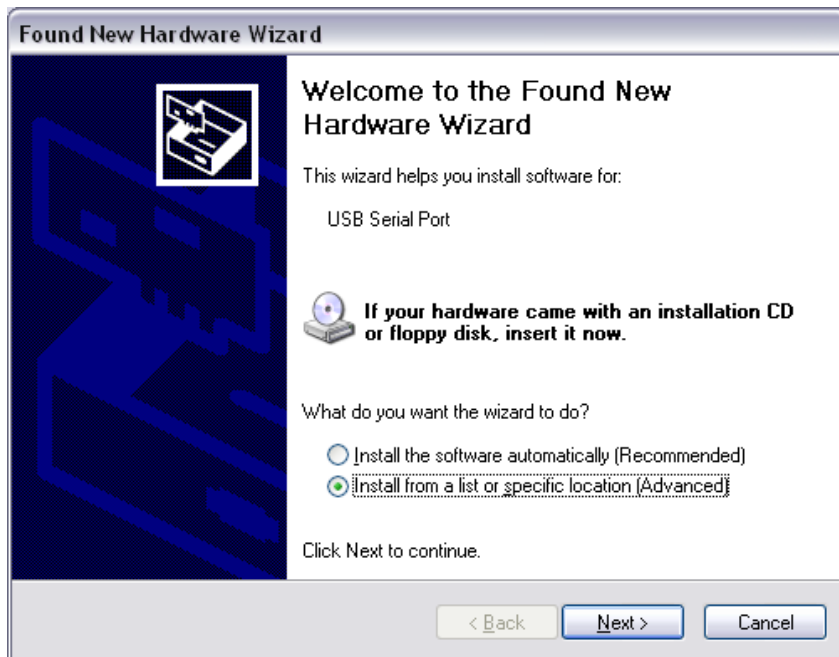 Found New Hardware Wizard
Welcome to the Found New
Hardware Wizard
This wizard helps you install software for:
USB Serial Port
If your hardware came with an installation CD
or floppy disk, insert it now.
What do you want the wizard to do?
Install the software automatically (Recommended)
Install from a list or specific location (Advanced)
Click Next to continue.
< Back Next > Cancel